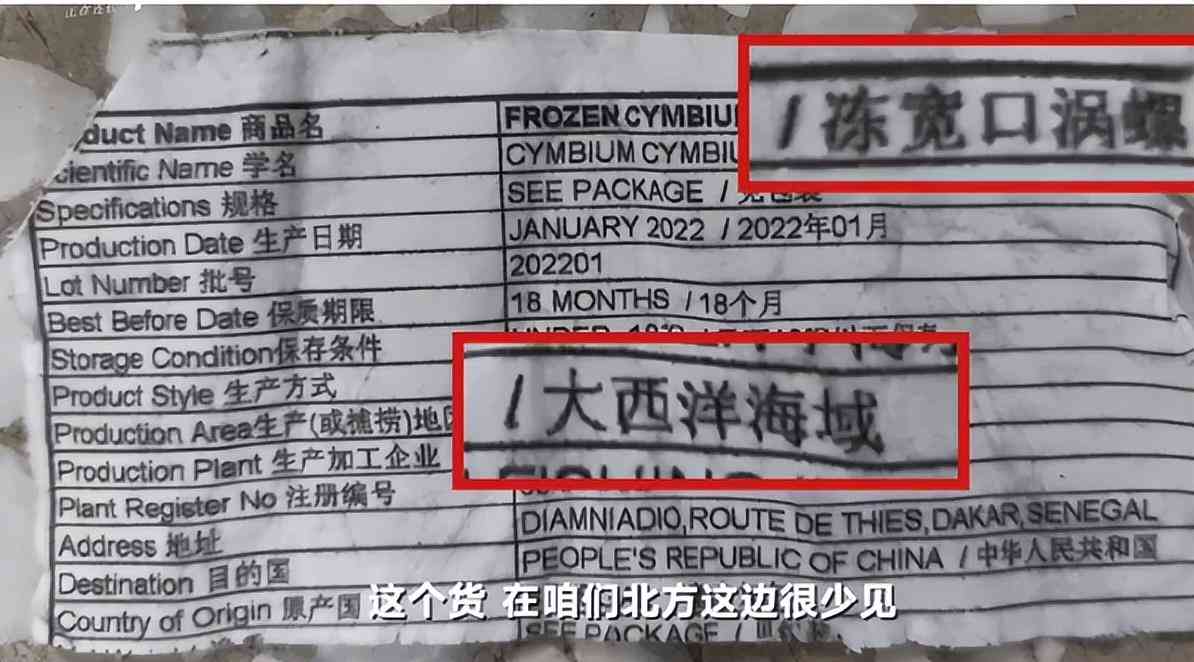 duct Name 商品名 FROZEN CYMBIU
/ 冻宽口涡螺
cientific Name 学名 CYMBIUM CYMBIU
Specifications 规格 SEE PACKAGE /
Production Date 生产日期 JANUARY 2022 / 2022年01月
Lot Number 批号 202201
Best Before Date 保质期限 18 MONTHS / 18个月
Storage Condition保存条件
Product Style 生产方式
/ 大西洋海域
Production Area生产(或捕捞)地
Production Plant 生产加工企业
Plant Register No 注册编号
Address 地址 DIAMNIADIO,ROUTE DE THIES,DAKAR,SENEGAL
Destination 目的国 PEOPLE'S REPUBLIC OF CHINA / 中华人民共和国
Country of Origin 原产国
SEE PACKAGE /
这个货 在咱们北方这边很少见